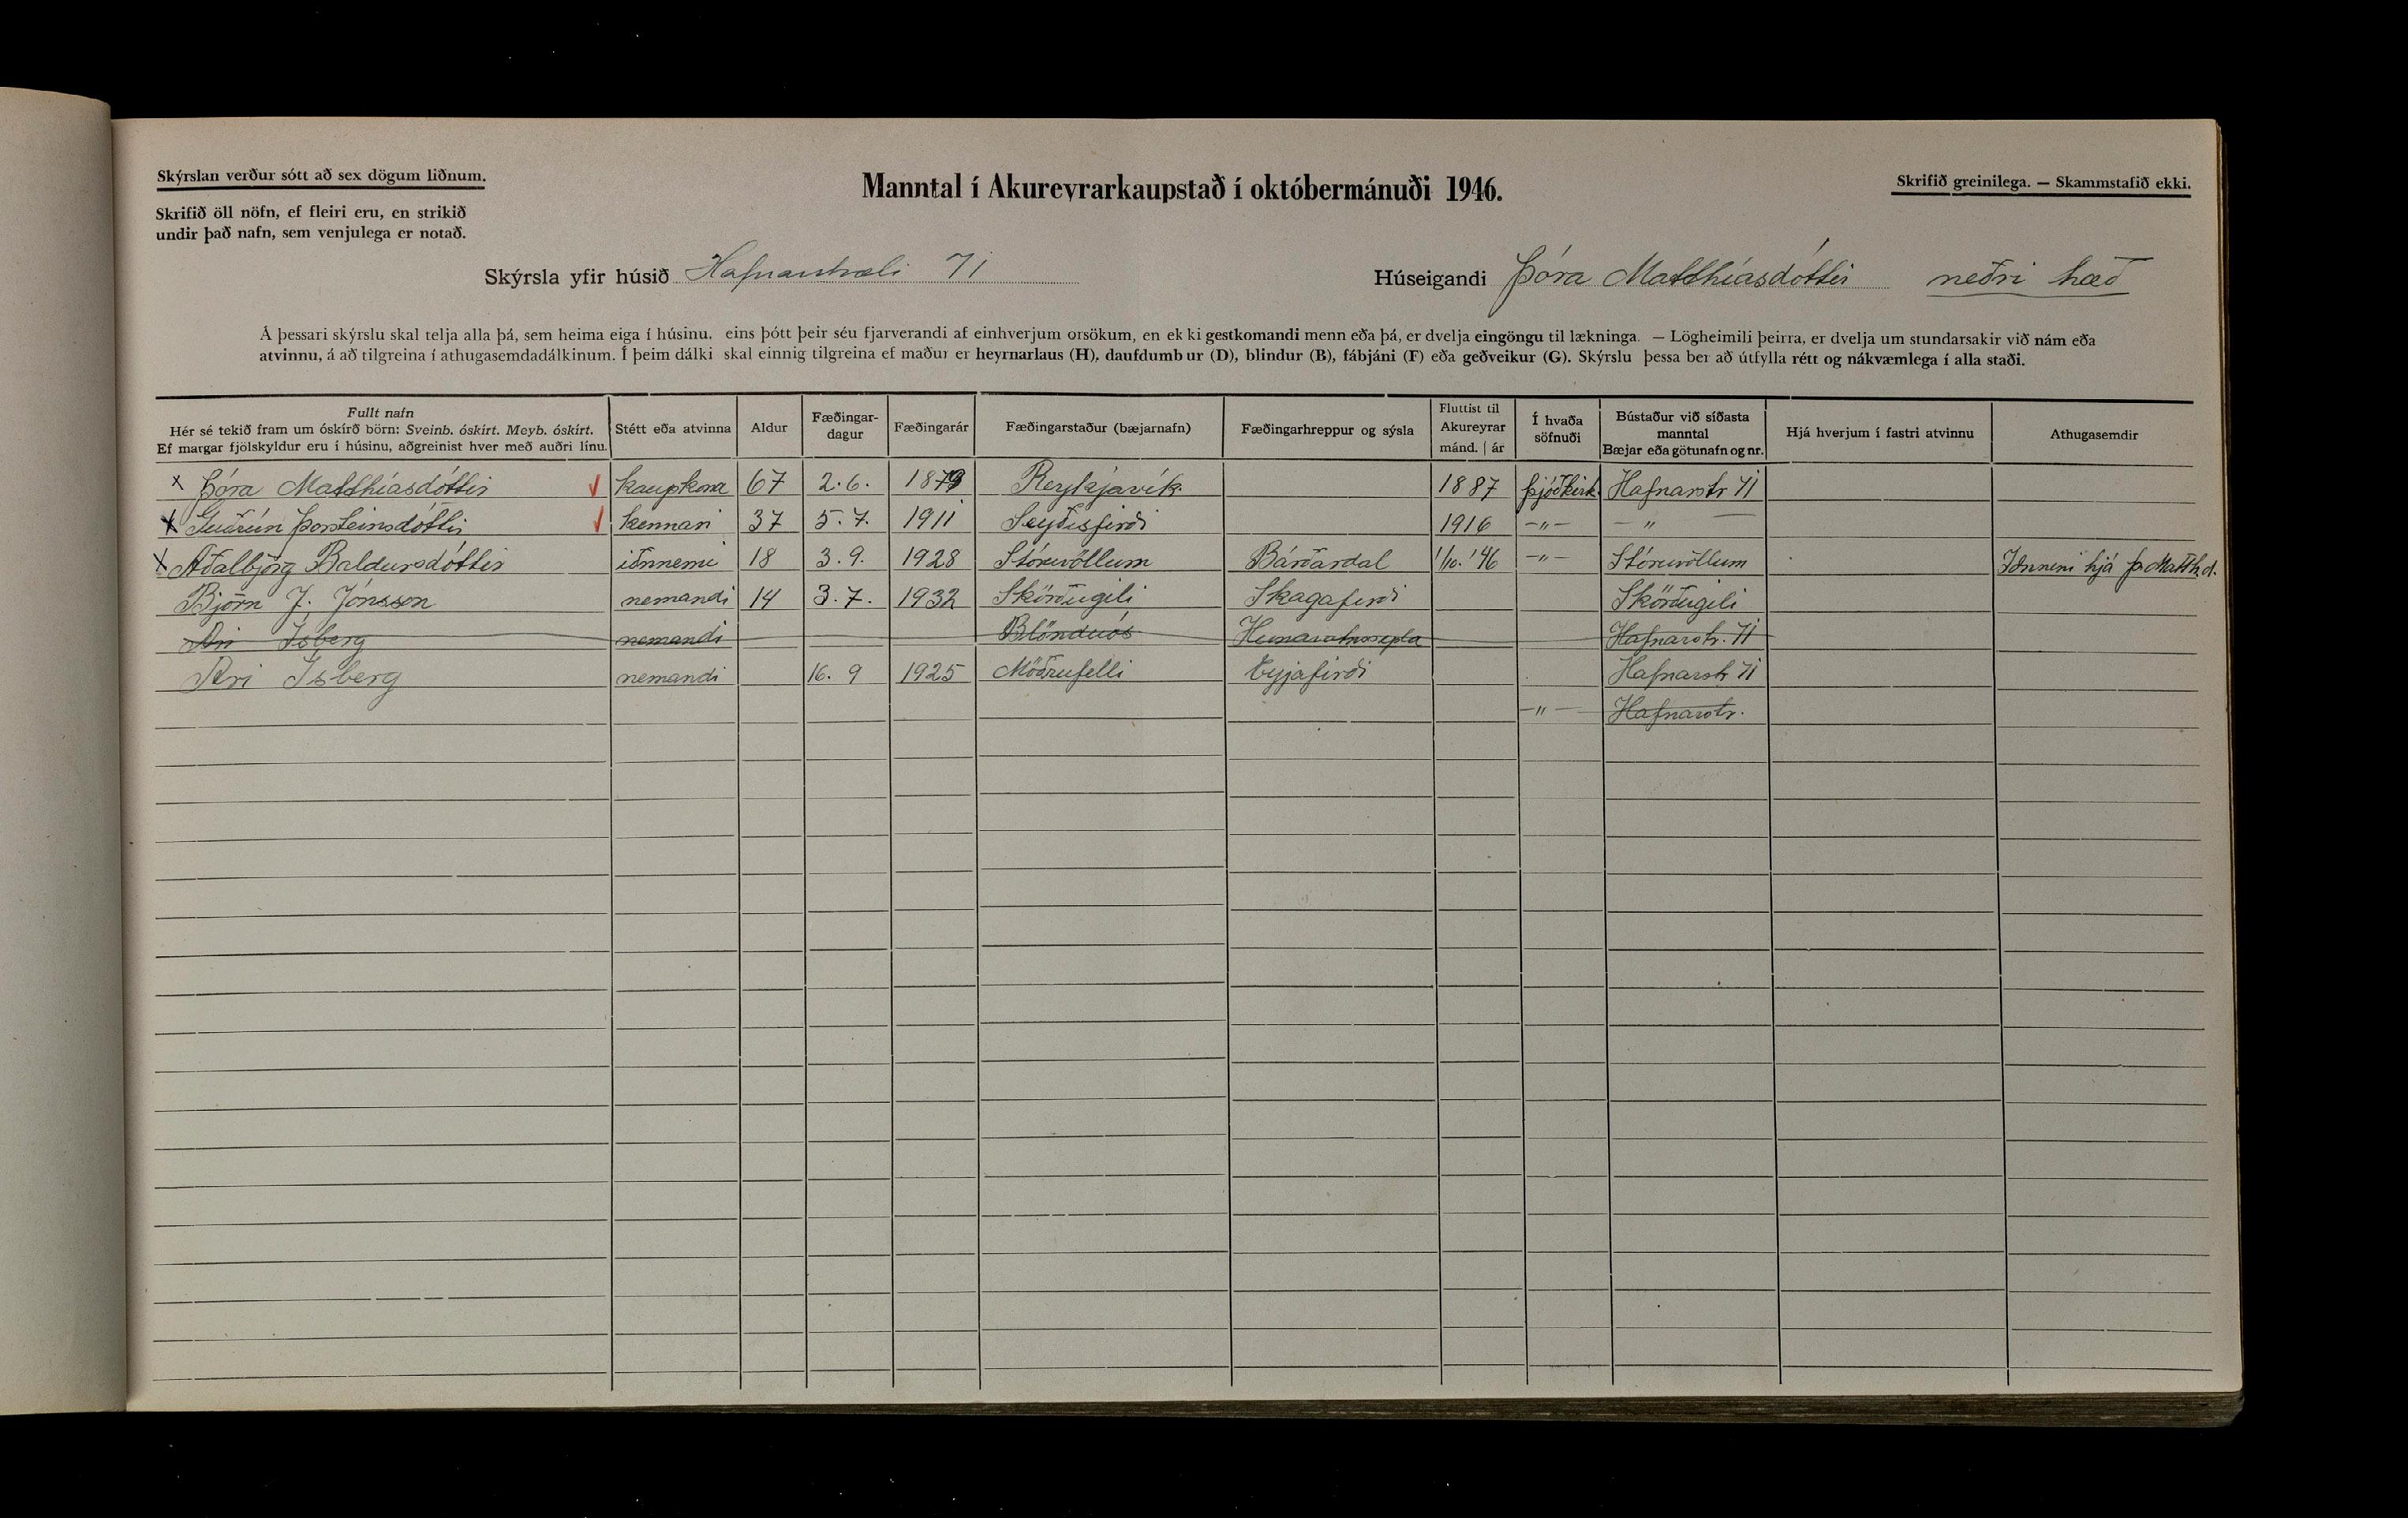 Skýrslan verður sótt að sex dögum liðnum.
Manntal í Akureyrarkaupstað í októbermánuði 1946.
Skrifið greinilega. — Skammstafið ekki.
Skrifið öll nöfn, ef fleiri eru, en strikið
undir það nafn, sem venjulega er notað.
Skýrsla yfir húsið Hafnarstræti 71 Húseigandi Þóra Matthíasdóttir neðri hæð
Á þessari skýrslu skal telja alla þá, sem heima eiga í húsinu, eins þótt þeir séu fjarverandi af einhverjum orsökum, en ekki gestkomandi menn eða þá, er dvelja eingöngu til lækninga. — Lögheimili þeirra, er dvelja um stundarsakir við nám eða
atvinnu, á að tilgreina í athugasemdadálkinum. Í þeim dálki skal einnig tilgreina ef maður er heyrnarlaus (H), daufdumbur (D), blindur (B), fábjáni (F) eða geðveikur (G). Skýrslu þessa ber að útfylla rétt og nákvæmlega í alla staði.
Fullt nafn
Hér sé tekið fram um óskírð börn: Sveinb. óskírt. Meyb. óskírt.
Ef margar fjölskyldur eru í húsinu, aðgreinist hver með auðri línu.
Stétt eða atvinna
Aldur
Fæðingar-
dagur
Fæðingarár
Fæðingarstaður (bæjarnafn)
Fæðingarhreppur og sýsla
Fluttist til
Akureyrar
mánd. | ár
Í hvaða
söfnuði
Bústaður við síðasta
manntal
Bæjar eða götunafn og nr.
Hjá hverjum í fastri atvinnu
Athugasemdir
x Þóra Matthíasdóttir kaupkona 67 2.6. 1879 Reykjavík 1887 þjóðkirk. Hafnarstr 71
x Guðrún Þorsteinsdóttir kennari 37 5.7. 1911 Seyðisfirði 1916 -"- -"-
x Aðalbjörg Baldursdóttir iðnnemi 18 3.9. 1928 Stóruvöllum Bárðardal 1/10.'46 -"- Stóruvöllum Iðnnemi hjá Þ. Matth.d.
Björn J. Jónsson nemandi 14 3.7. 1932 Skörðugili Skagafirði Skörðugili
Ari Ísberg nemandi Blönduós Hafnarstr. 71
Ari Ísberg nemandi 16. 9 1925 Möðrufelli Eyjafirði Hafnarstr 71
-"- Hafnarstr.